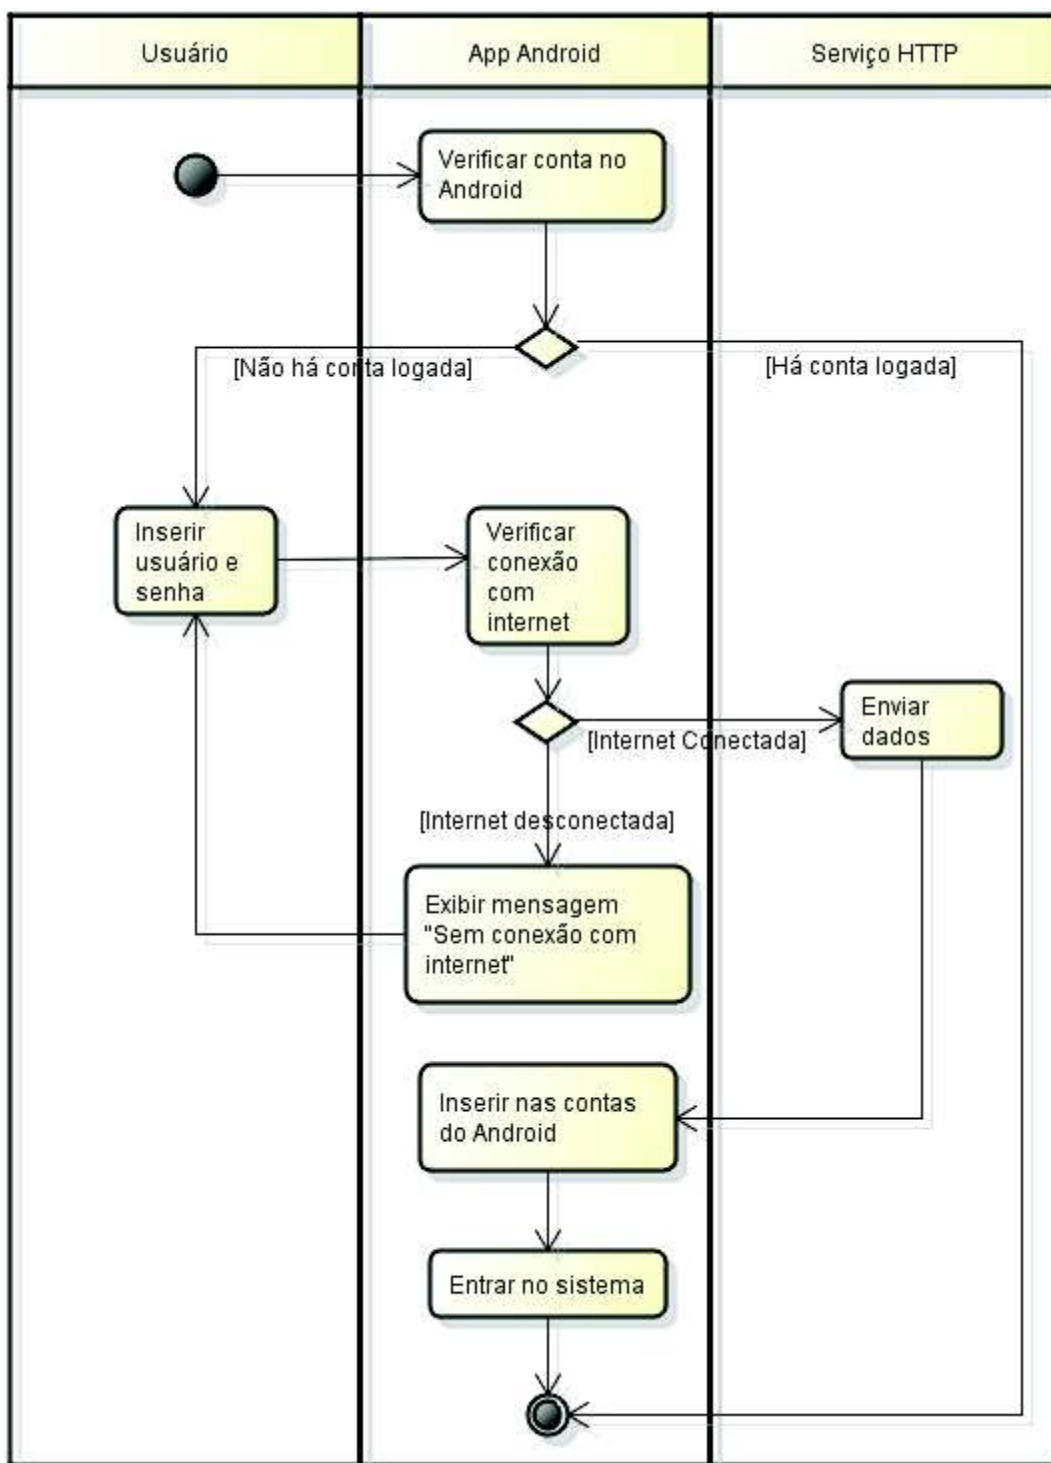 Usuário
App Android
Serviço HTTP
Verificar conta no
Android
[Não há conta logada]
[Há conta logada]
Inserir
usuário e
senha
Verificar
conexão
com
internet
Enviar
dados
[Internet Conectada]
[Internet desconectada]
Exibir mensagem
"Sem conexão com
internet"
Inserir nas contas
do Android
Entrar no sistema